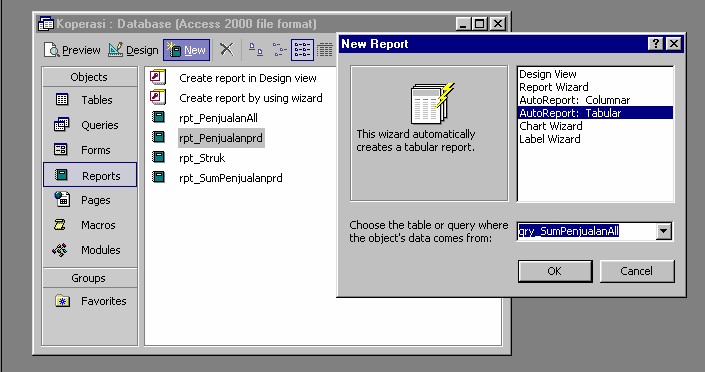 Koperasi : Database (Access 2000 file format)
Preview Design New
Objects
Tables
Queries
Forms
Reports
Pages
Macros
Modules
Groups
Favorites
Create report in Design view
Create report by using wizard
rpt_PenjualanAll
rpt_Penjualanprd
rpt_Struk
rpt_SumPenjualanprd
New Report
This wizard automatically
creates a tabular report.
Design View
Report Wizard
AutoReport: Columnar
AutoReport: Tabular
Chart Wizard
Label Wizard
Choose the table or query where
the object's data comes from:
qry_SumPenjualanAll
OK Cancel